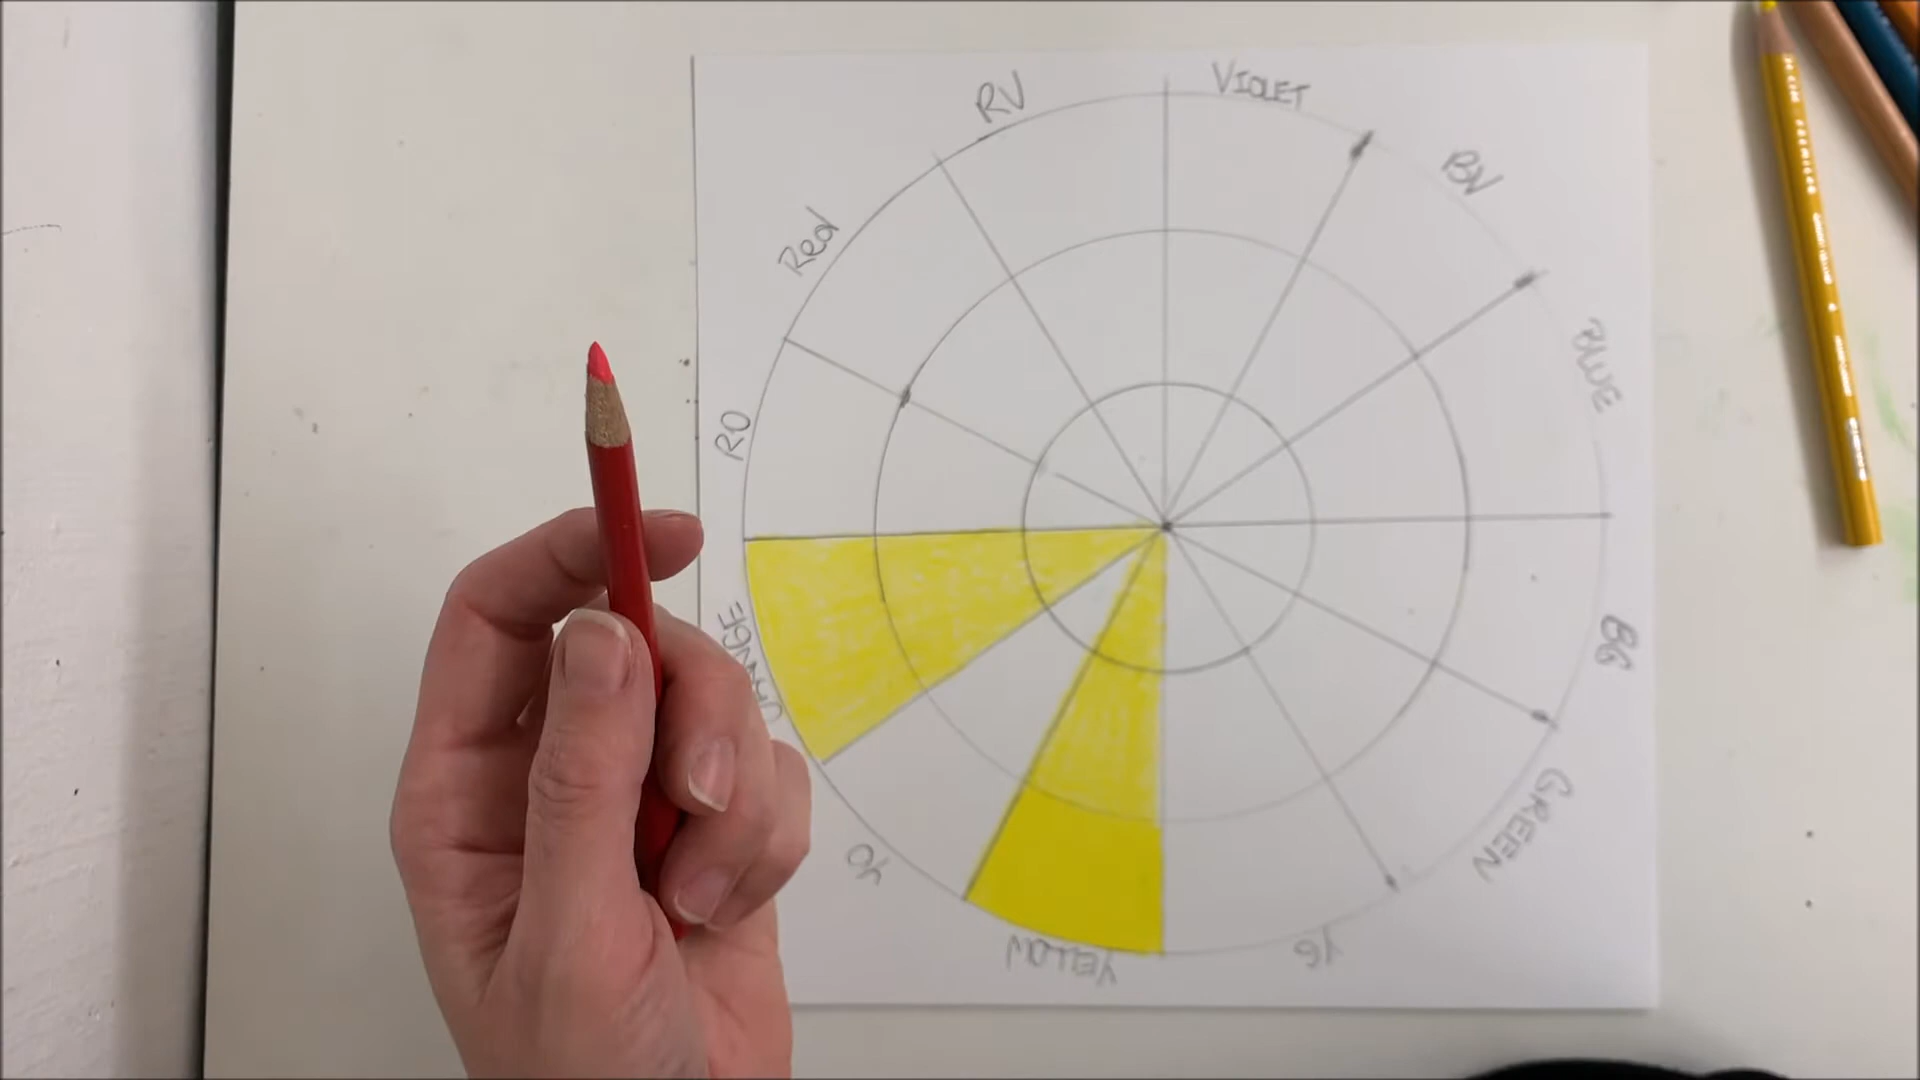 VIOLET
BV
BLUE
BG
GREEN
YG
YELLOW
YO
ORANGE
RO
Red
RV